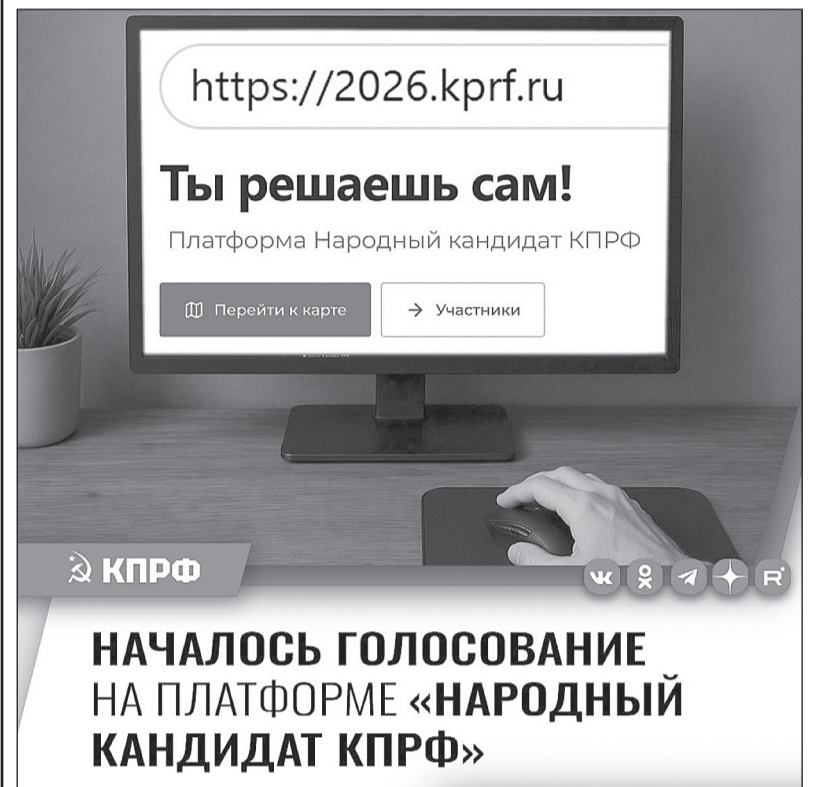 https://2026.kprf.ru
Ты решаешь сам!
Платформа Народный кандидат КПРФ
Перейти к карте
Участники
КПРФ
НАЧАЛОСЬ ГОЛОСОВАНИЕ
НА ПЛАТФОРМЕ «НАРОДНЫЙ
КАНДИДАТ КПРФ»